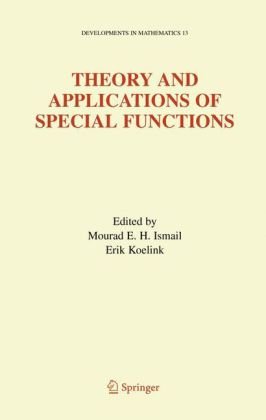 DEVELOPMENTS IN MATHEMATICS 13
THEORY AND
APPLICATIONS OF
SPECIAL FUNCTIONS
Edited by
Mourad E. H. Ismail
Erik Koelink
Springer